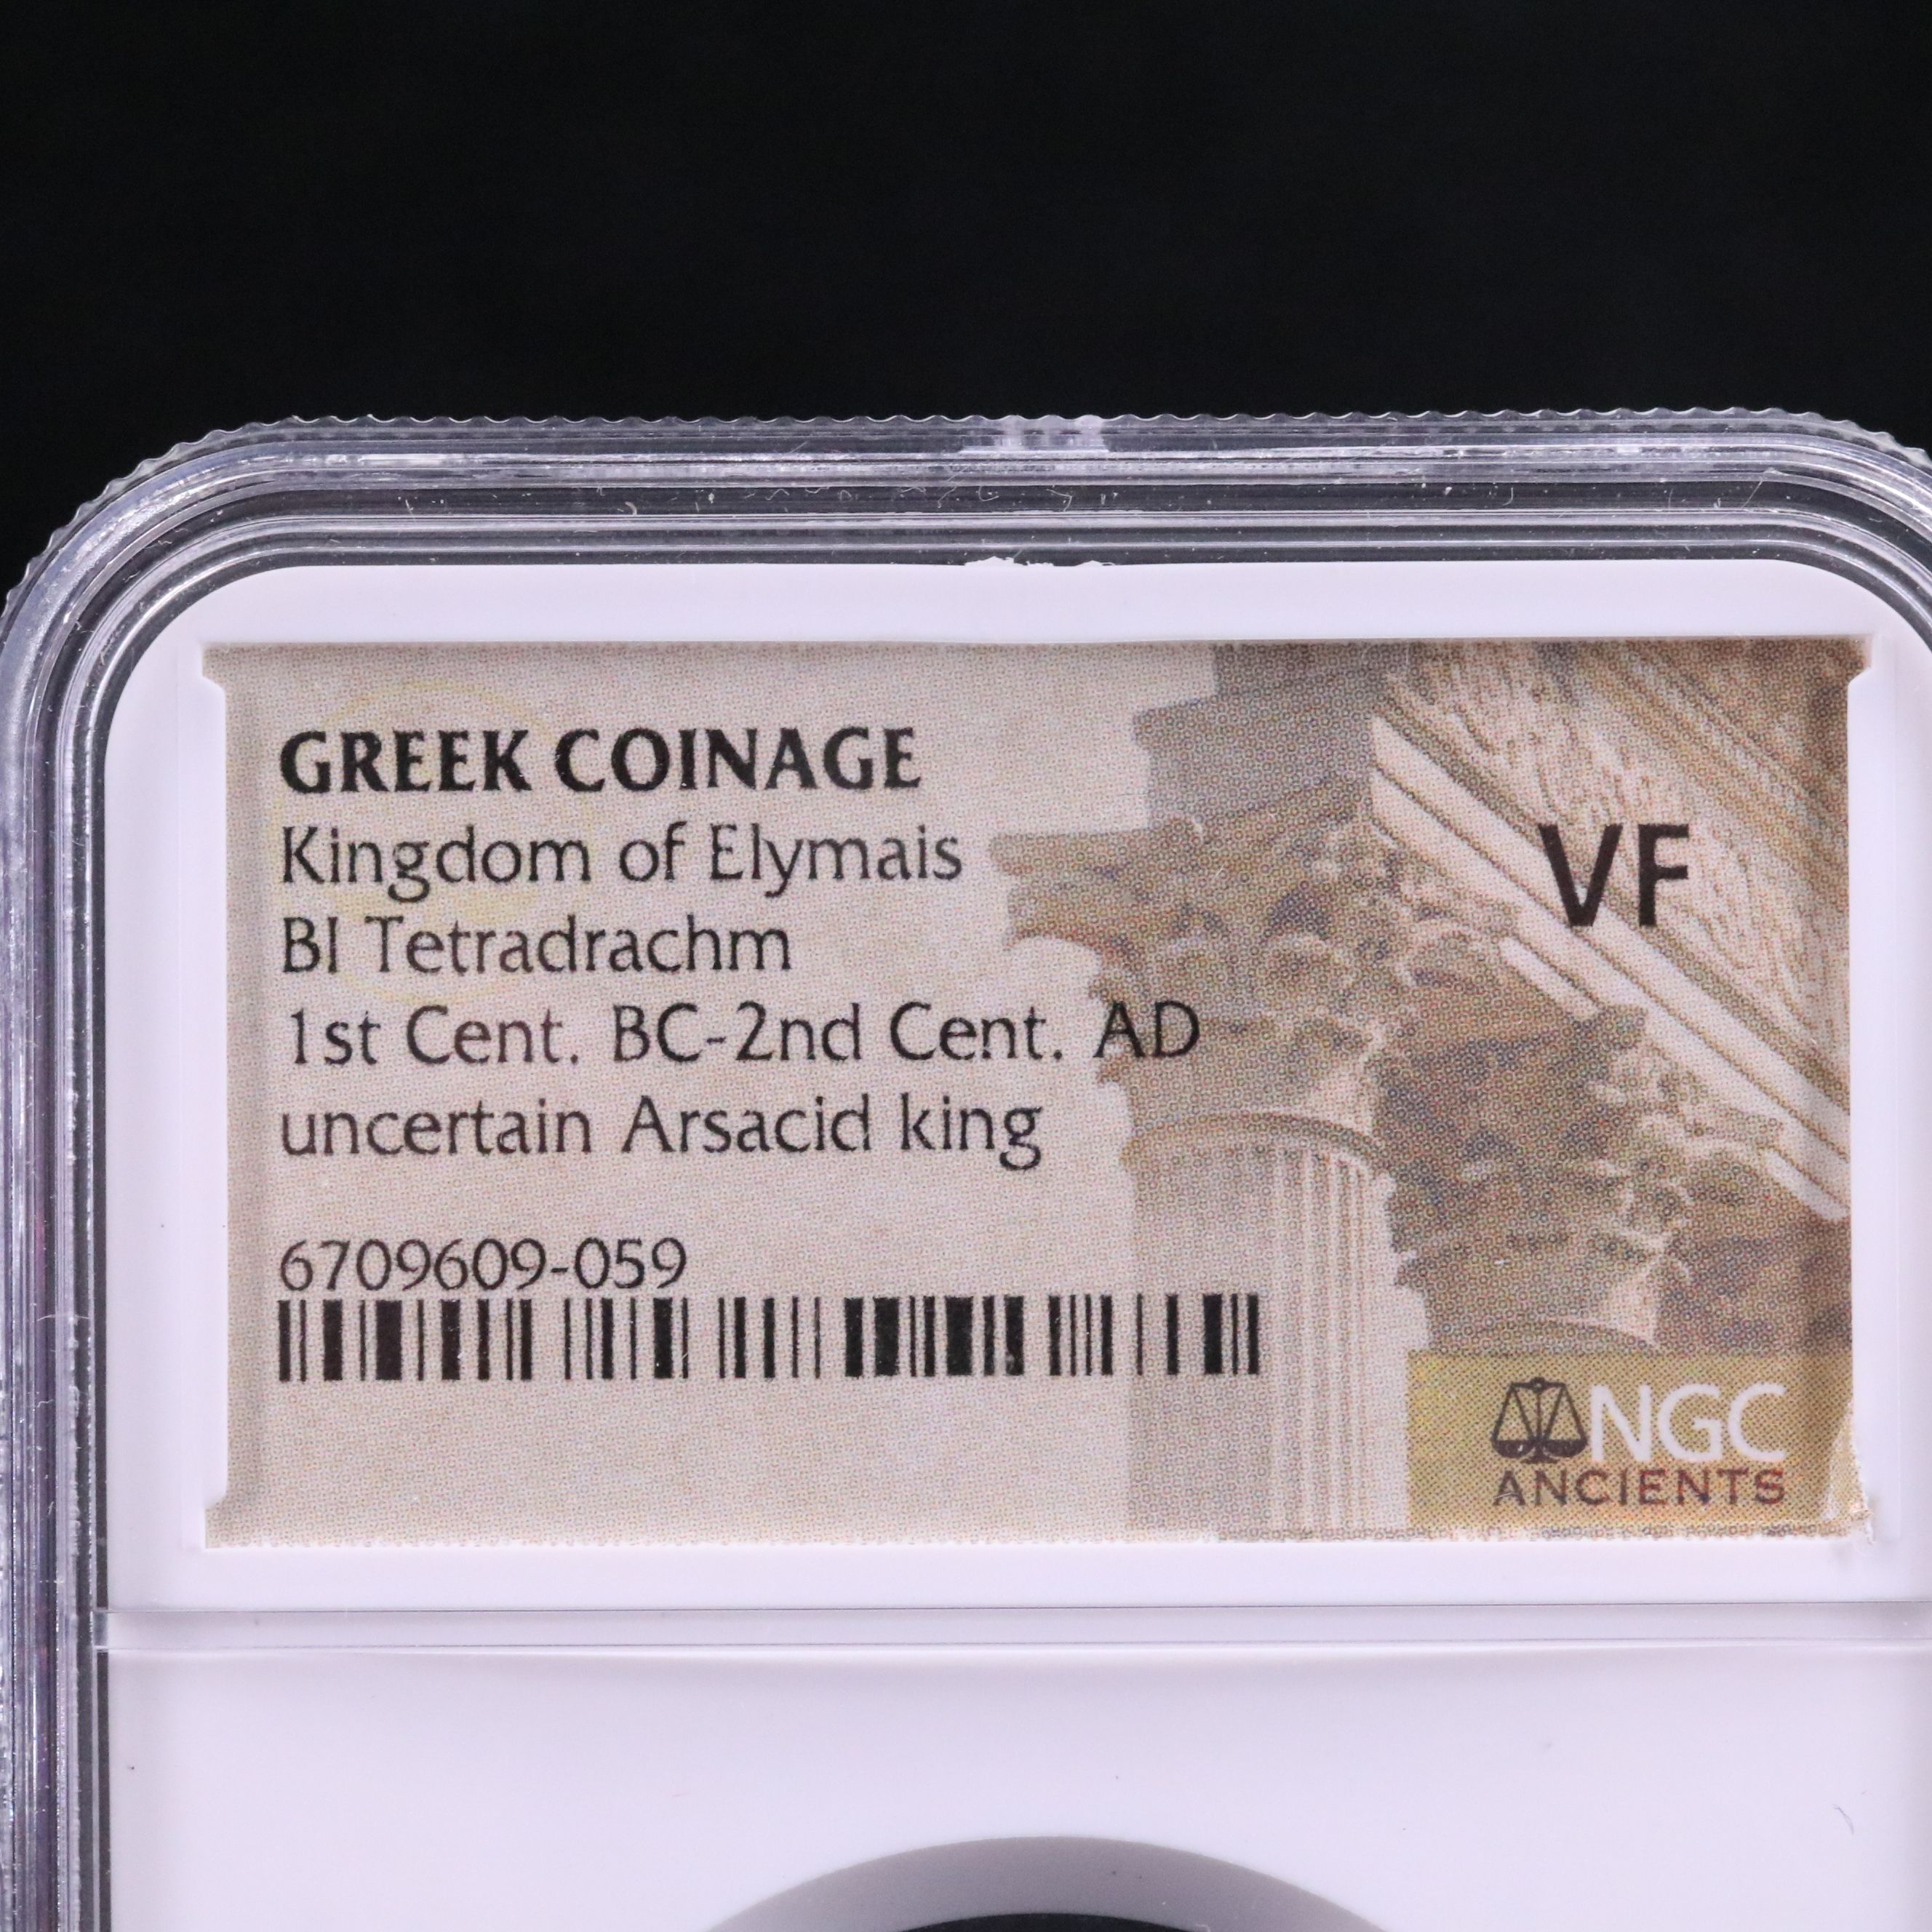 GREEK COINAGE
Kingdom of Elymais
BI Tetradrachm
1st Cent. BC-2nd Cent. AD
uncertain Arsacid king
6709609-059
VF
NGC
ANCIENTS